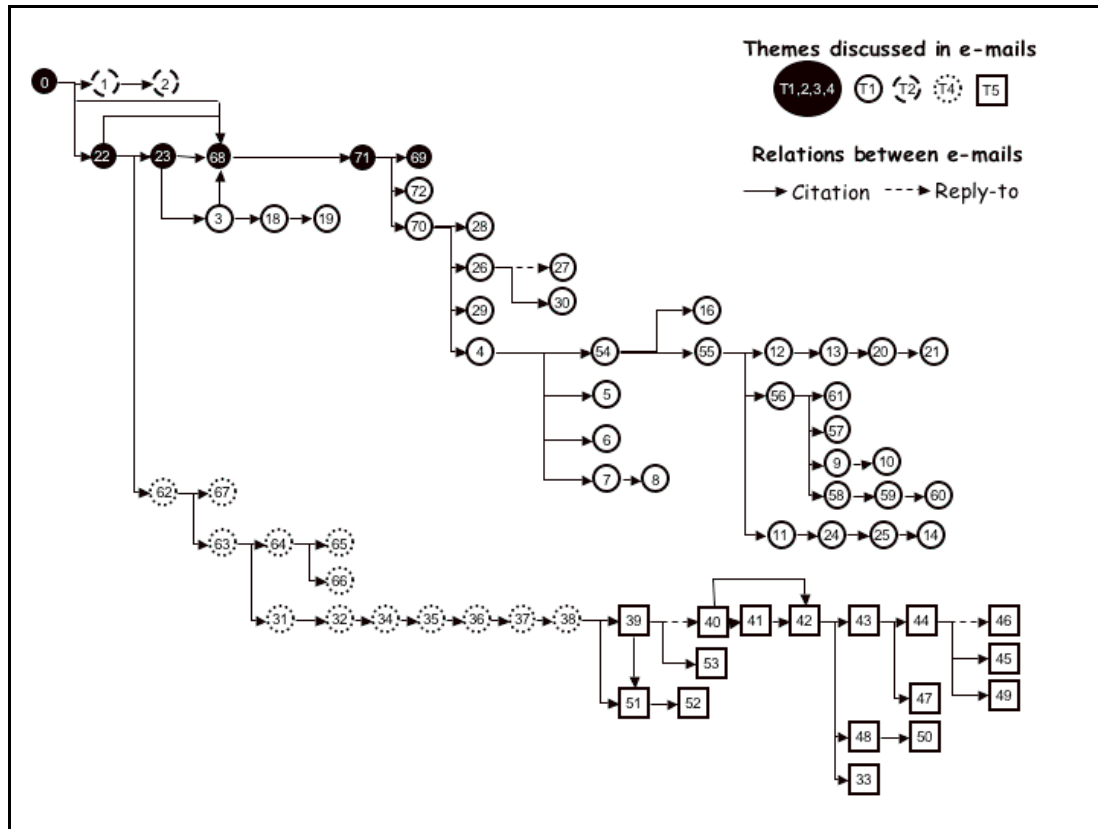 Themes discussed in e-mails
T1,2,3,4 T1 T2 T4 T5
Relations between e-mails
Citation Reply-to
0 1 2
22 23 68 71 69
72
3 18 19 70 28
26 27
30
29 16
4 54 55 12 13 20 21
5 56 61
6 57
9 10
7 8
62 67 58 59 60
63 64 65 11 24 25 14
66
31 32 34 35 36 37 38 39 40 41 42 43 44 46
53 45
51 52 47 49
48 50
33